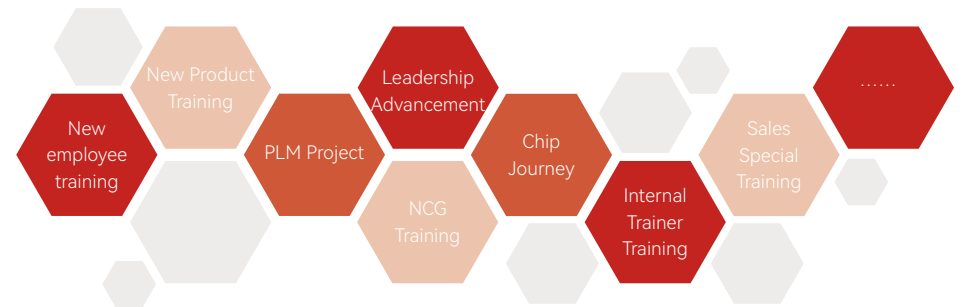 New
employee
training
New Product
Training
PLM Project
Leadership
Advancement
NCG
Training
Chip
Journey
Internal
Trainer
Training
Sales
Special
Training
......